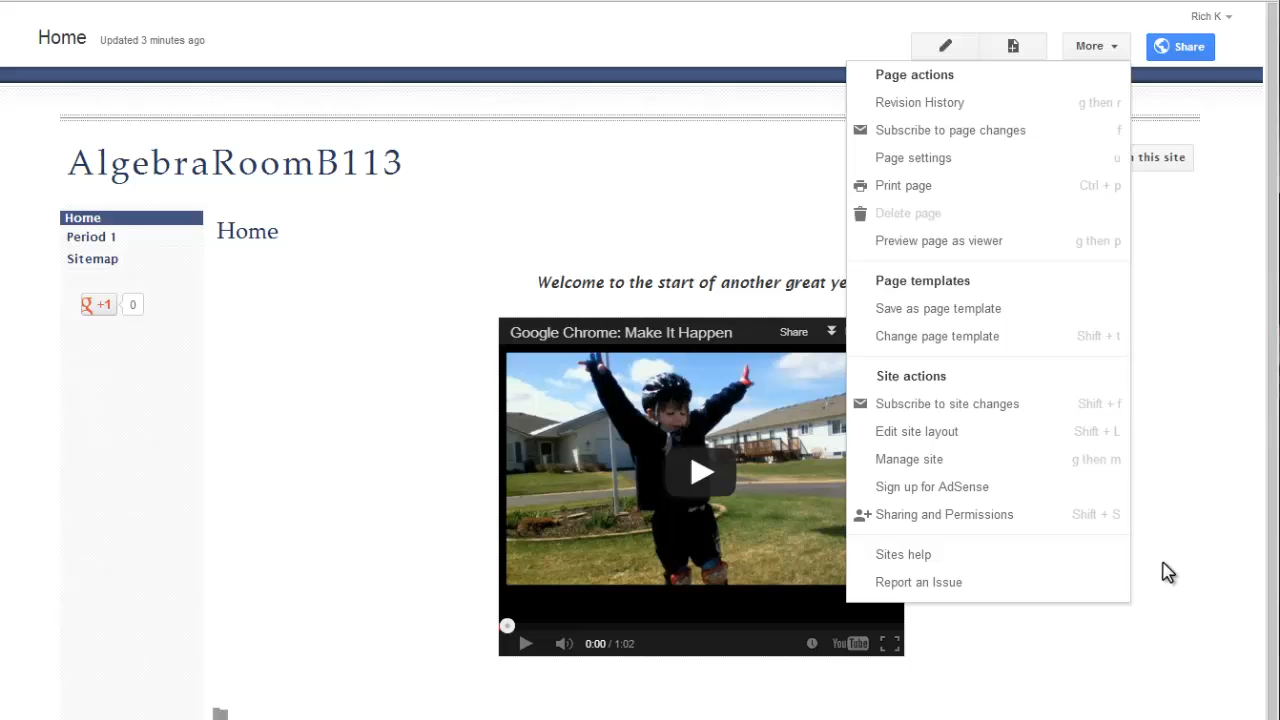 Rich K
Home Updated 3 minutes ago
More
Share
Page actions
Revision History g then r
Subscribe to page changes f
Page settings u
Print page Ctrl + p
Delete page
Preview page as viewer g then p
Page templates
Save as page template
Change page template Shift + t
Site actions
Subscribe to site changes Shift + f
Edit site layout Shift + L
Manage site g then m
Sign up for AdSense
Sharing and Permissions Shift + S
Sites help
Report an Issue
this site
AlgebraRoomB113
Home
Period 1
Sitemap
g +1 0
Home
Welcome to the start of another great
Google Chrome: Make It Happen Share
0:00 / 1:02 YouTube